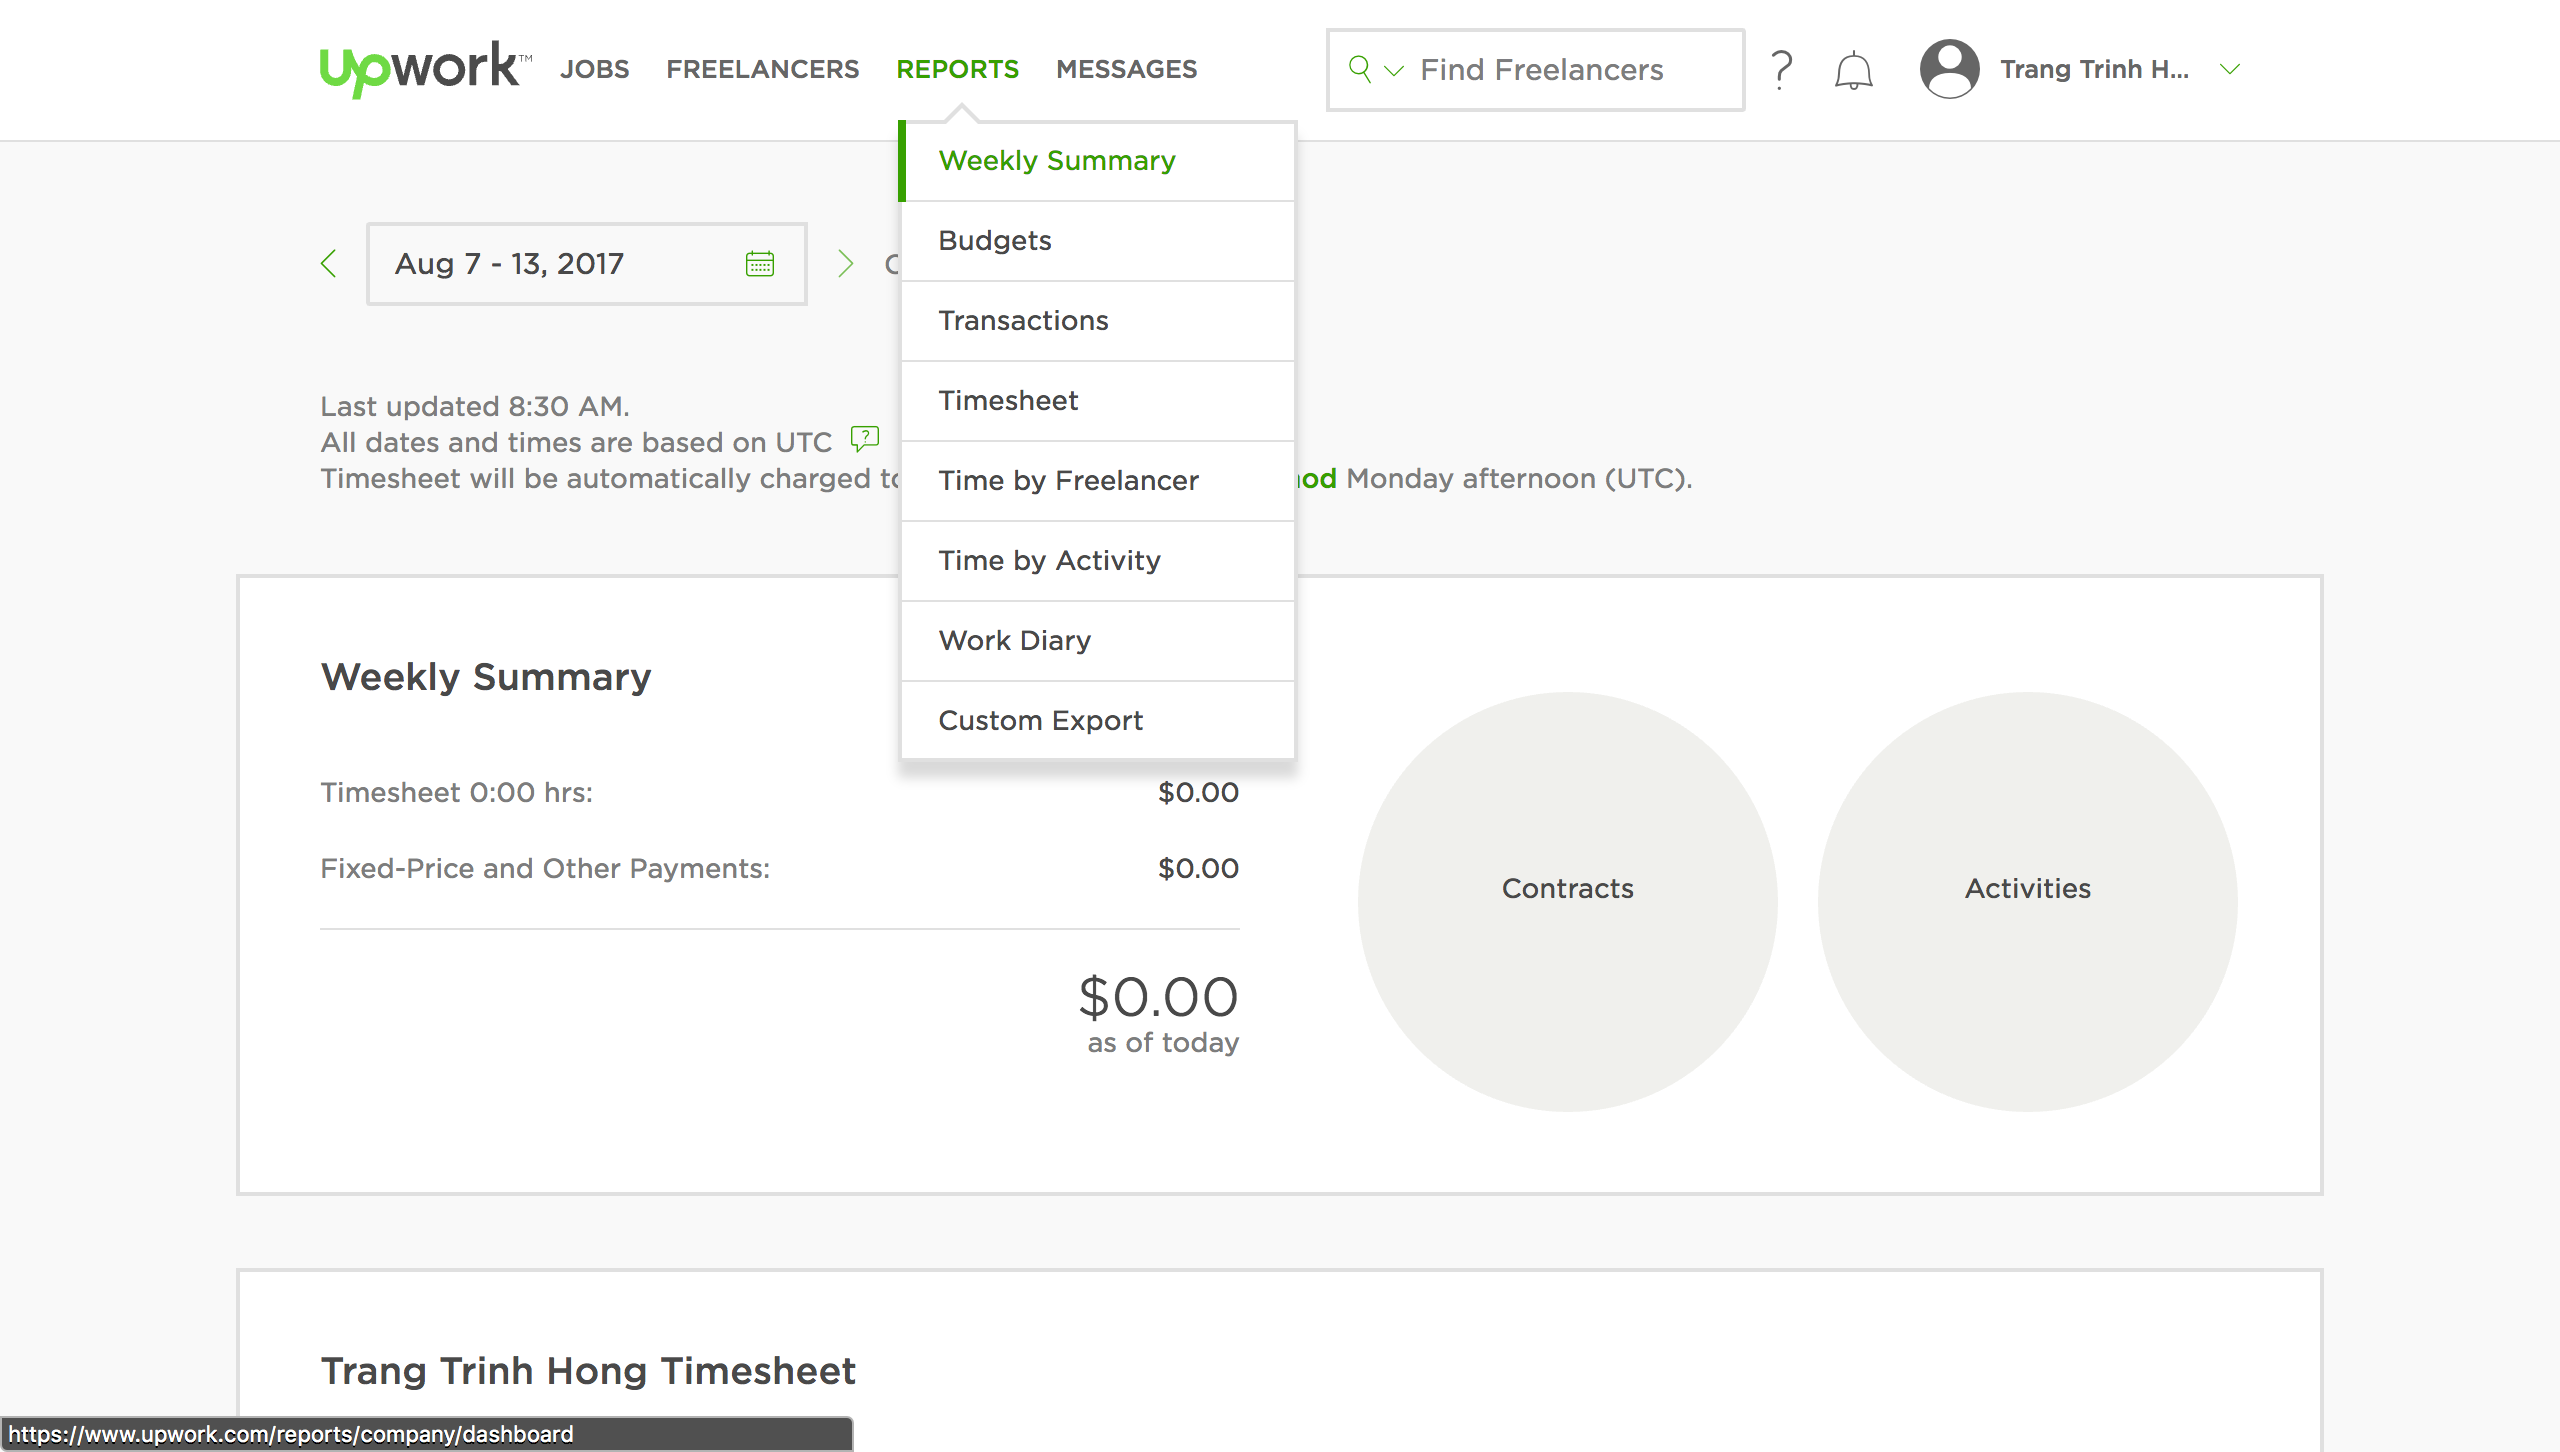 upwork™ JOBS FREELANCERS REPORTS MESSAGES Find Freelancers ? Trang Trinh H...
Weekly Summary
Budgets
Transactions
Timesheet
Time by Freelancer
Time by Activity
Work Diary
Custom Export
Aug 7 - 13, 2017
Last updated 8:30 AM.
All dates and times are based on UTC ?
Timesheet will be automatically charged Monday afternoon (UTC).
Weekly Summary
Timesheet 0:00 hrs: $0.00
Fixed-Price and Other Payments: $0.00
$0.00
as of today
Contracts
Activities
Trang Trinh Hong Timesheet
https://www.upwork.com/reports/company/dashboard